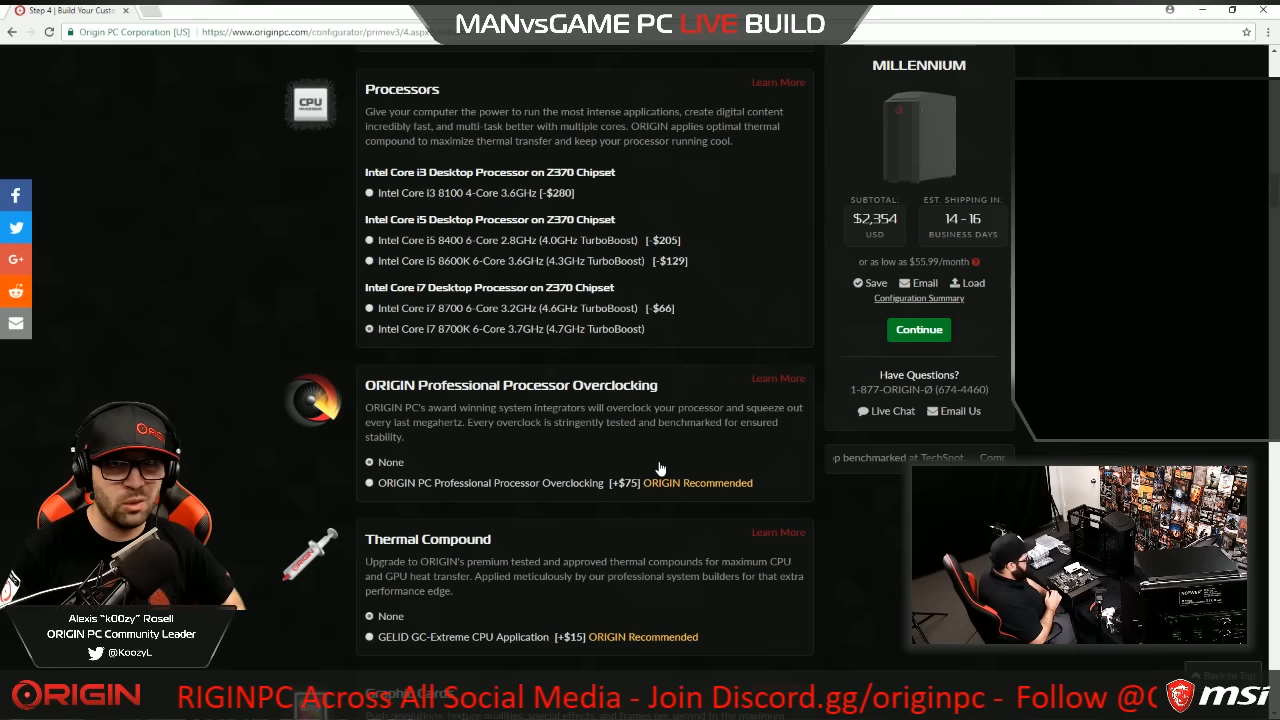 Step 4 | Build Your Custo
MANvsGAME PC LIVE BUILD
Origin PC Corporation [US]
https://www.originpc.com/configurator/primev3/4.aspx
CPU
PROCESSOR
Processors
Learn More
Give your computer the power to run the most intense applications, create digital content
incredibly fast, and multi-task better with multiple cores. ORIGIN applies optimal thermal
compound to maximize thermal transfer and keep your processor running cool.
Intel Core i3 Desktop Processor on Z370 Chipset
Intel Core i3 8100 4-Core 3.6GHz [-$280]
Intel Core i5 Desktop Processor on Z370 Chipset
Intel Core i5 8400 6-Core 2.8GHz (4.0GHz TurboBoost) [-$205]
Intel Core i5 8600K 6-Core 3.6GHz (4.3GHz TurboBoost) [-$129]
Intel Core i7 Desktop Processor on Z370 Chipset
Intel Core i7 8700 6-Core 3.2GHz (4.6GHz TurboBoost) [-$66]
Intel Core i7 8700K 6-Core 3.7GHz (4.7GHz TurboBoost)
ORIGIN Professional Processor Overclocking
Learn More
ORIGIN PC's award winning system integrators will overclock your processor and squeeze out
every last megahertz. Every overclock is stringently tested and benchmarked for ensured
stability.
None
ORIGIN PC Professional Processor Overclocking [+$75] ORIGIN Recommended
Thermal Compound
Learn More
Upgrade to ORIGIN's premium tested and approved thermal compounds for maximum CPU
and GPU heat transfer. Applied meticulously by our professional system builders for that extra
performance edge.
None
GELID GC-Extreme CPU Application [+$15] ORIGIN Recommended
Graphic Cards
MILLENNIUM
SUBTOTAL:
$2,354
USD
EST. SHIPPING IN:
14 - 16
BUSINESS DAYS
or as low as $55.99/month
Save Email Load
Configuration Summary
Continue
Have Questions?
1-877-ORIGIN-Ø (674-4460)
Live Chat Email Us
p benchmarked at TechSpot. Com
Back to Top
ORIGIN
Alexis "k00zy" Rosell
ORIGIN PC Community Leader
@KoozyL
ORIGIN
RIGINPC Across All Social Media - Join Discord.gg/originpc - Follow @
msi